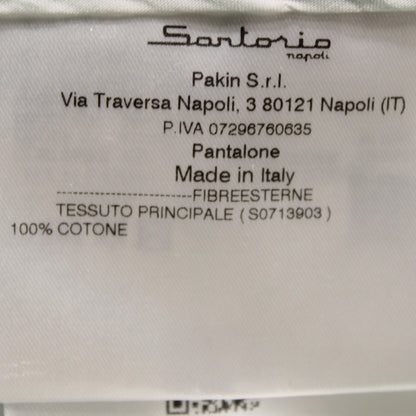 Sartorio
napoli
Pakin S.r.l.
Via Traversa Napoli, 3 80121 Napoli (IT)
P.IVA 07296760635
Pantalone
Made in Italy
-----------------------FIBREESTERNE
TESSUTO PRINCIPALE ( S0713903 )
100% COTONE